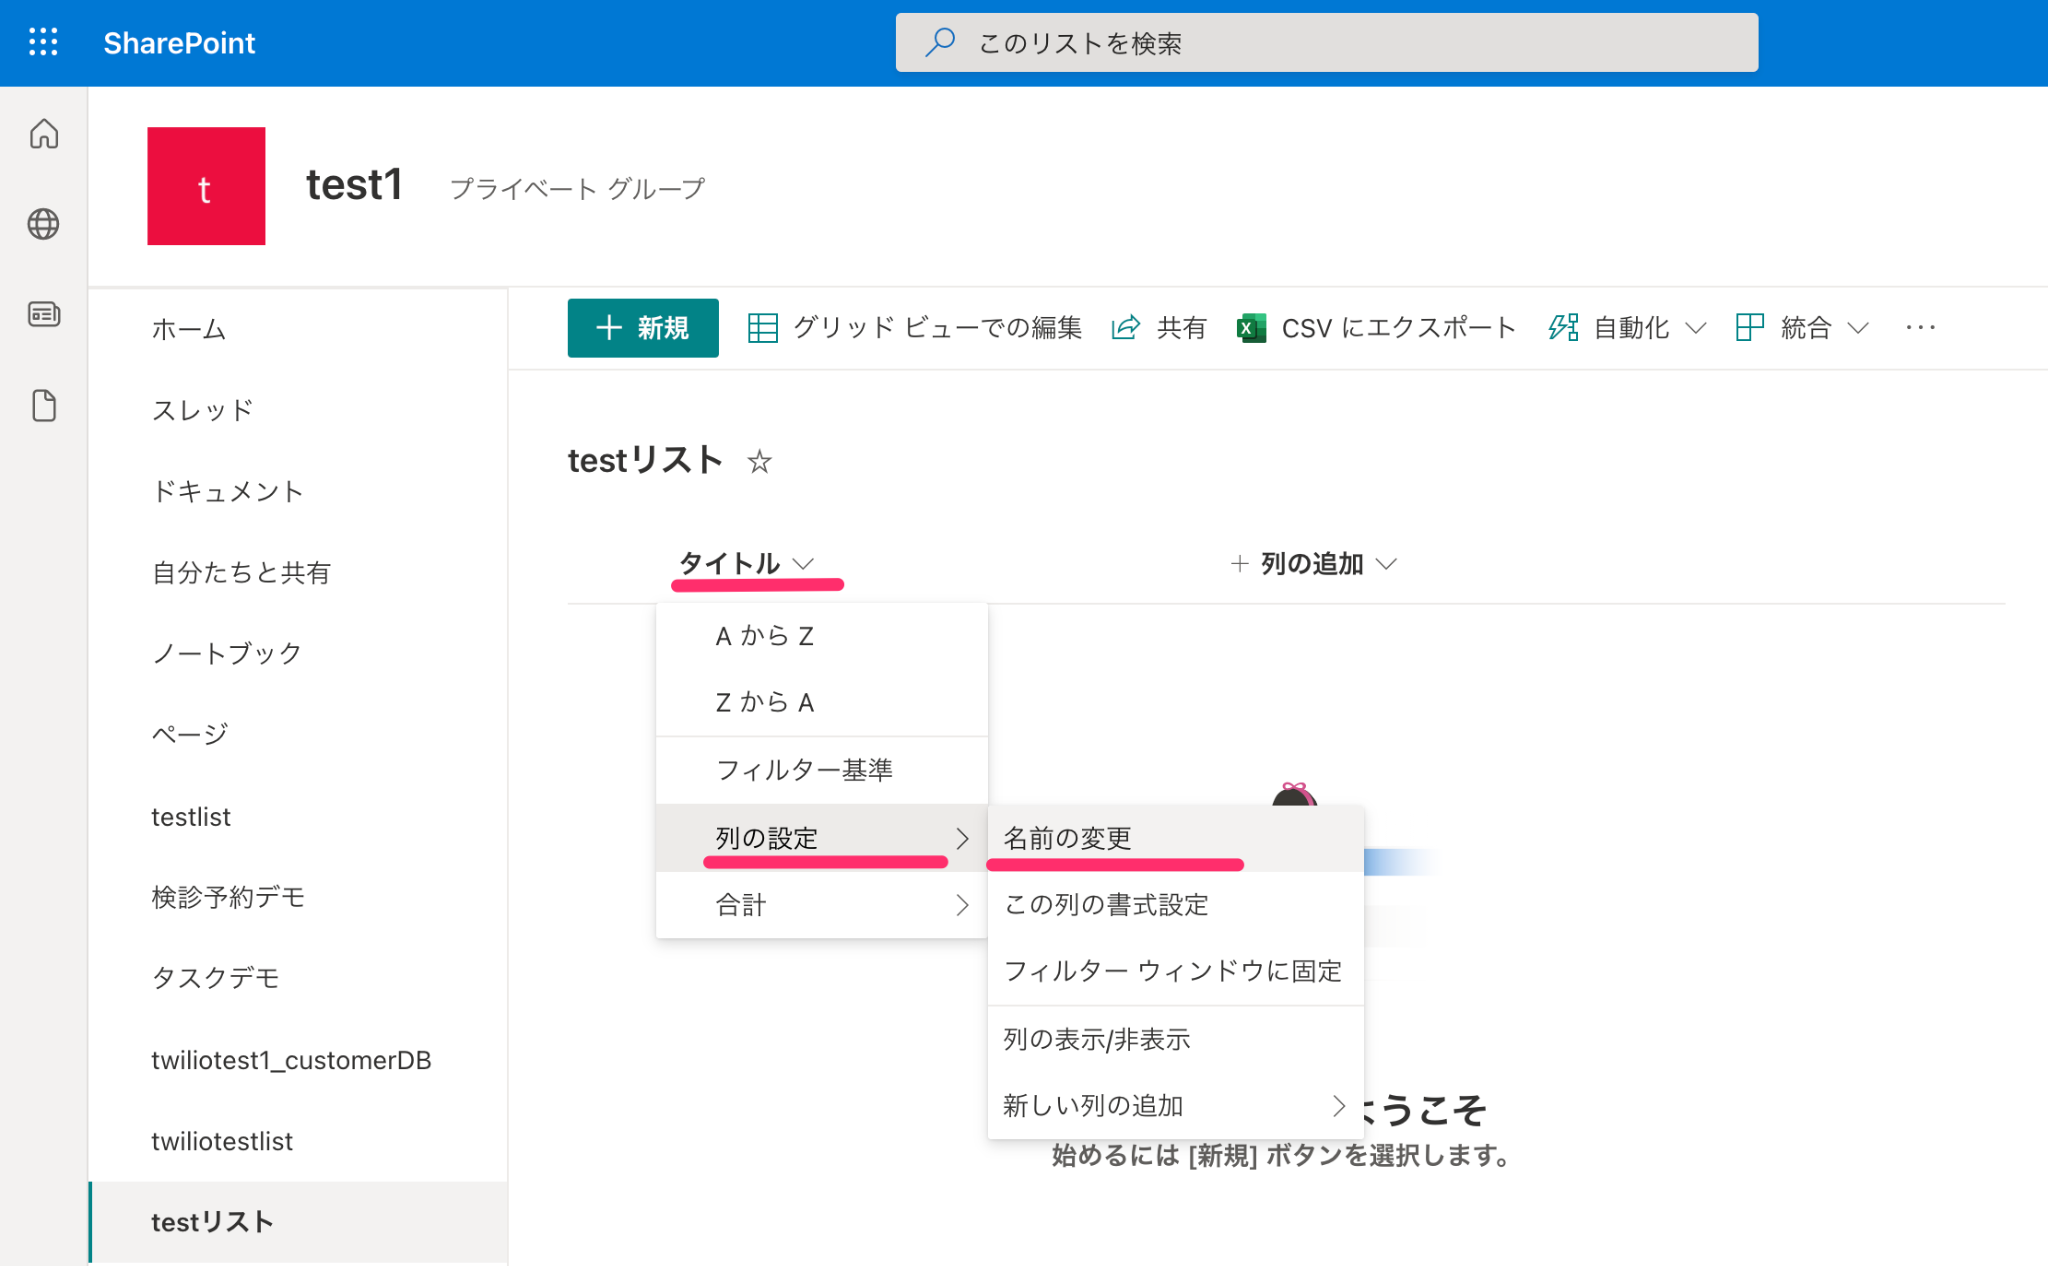 SharePoint
このリストを検索
t
test1
プライベート グループ
ホーム
スレッド
ドキュメント
自分たちと共有
ノートブック
ページ
testlist
検診予約デモ
タスクデモ
twiliotest1_customerDB
twiliotestlist
testリスト
新規
グリッド ビューでの編集
共有
CSV にエクスポート
自動化
統合
testリスト
タイトル
列の追加
A から Z
Z から A
フィルター基準
列の設定
合計
名前の変更
この列の書式設定
フィルター ウィンドウに固定
列の表示/非表示
新しい列の追加
ようこそ
始めるには [新規] ボタンを選択します。